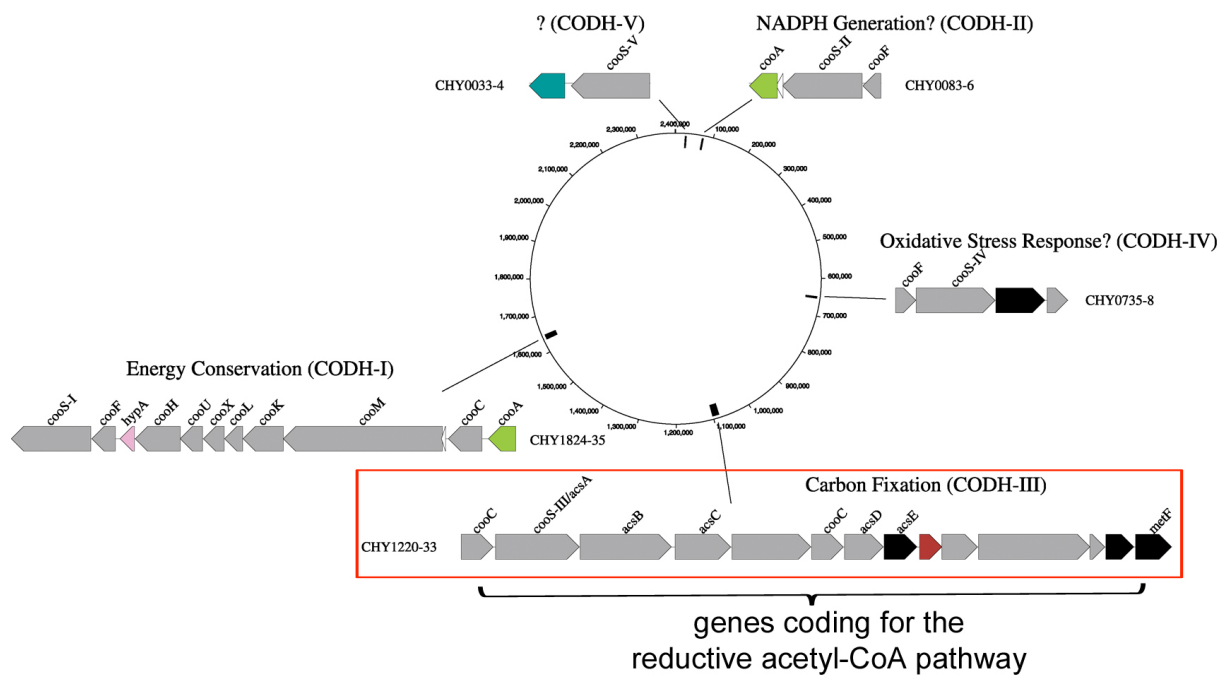 ? (CODH-V)
NADPH Generation? (CODH-II)
cooS-V
cooA
cooS-II
cooF
CHY0033-4
CHY0083-6
2,400,000
100,000
200,000
300,000
400,000
500,000
600,000
700,000
800,000
900,000
1,000,000
1,100,000
1,200,000
1,300,000
1,400,000
1,500,000
1,600,000
1,700,000
1,800,000
1,900,000
2,000,000
2,100,000
2,200,000
2,300,000
Oxidative Stress Response? (CODH-IV)
cooF
cooS-IV
CHY0735-8
Energy Conservation (CODH-I)
cooS-I
cooF
hypA
cooH
cooU
cooX
cooL
cooK
cooM
cooC
cooA
CHY1824-35
Carbon Fixation (CODH-III)
cooC
cooS-III/acsA
acsB
acsC
cooC
acsD
acsE
metF
CHY1220-33
genes coding for the
reductive acetyl-CoA pathway